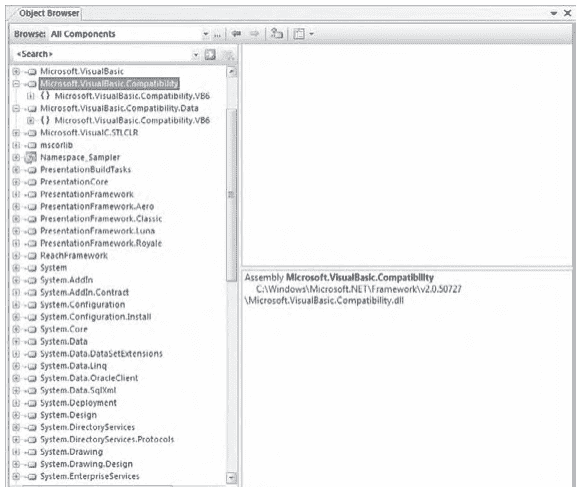 Object Browser
Browse: All Components
...
<Search>
Microsoft.VisualBasic
Microsoft.VisualBasic.Compatibility
{} Microsoft.VisualBasic.Compatibility.VB6
Microsoft.VisualBasic.Compatibility.Data
{} Microsoft.VisualBasic.Compatibility.VB6
Microsoft.VisualC.STLCLR
mscorlib
Namespace_Sampler
PresentationBuildTasks
PresentationCore
PresentationFramework
PresentationFramework.Aero
PresentationFramework.Classic
PresentationFramework.Luna
PresentationFramework.Royale
ReachFramework
System
System.AddIn
System.AddIn.Contract
System.Configuration
System.Configuration.Install
System.Core
System.Data
System.Data.DataSetExtensions
System.Data.Linq
System.Data.OracleClient
System.Data.SqlXml
System.Deployment
System.Design
System.DirectoryServices
System.DirectoryServices.Protocols
System.Drawing
System.Drawing.Design
System.EnterpriseServices
Assembly Microsoft.VisualBasic.Compatibility
C:\Windows\Microsoft.NET\Framework\v2.0.50727
\Microsoft.VisualBasic.Compatibility.dll